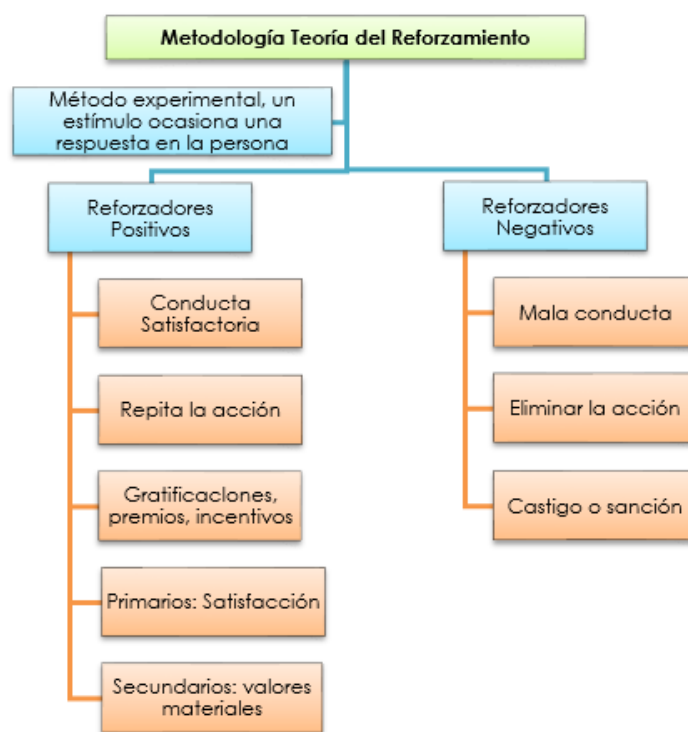 Metodología Teoría del Reforzamiento
Método experimental, un
estímulo ocasiona una
respuesta en la persona
Reforzadores
Positivos
Conducta
Satisfactoria
Repita la acción
Gratificaciones,
premios, incentivos
Primarios: Satisfacción
Secundarios: valores
materiales
Reforzadores
Negativos
Mala conducta
Eliminar la acción
Castigo o sanción